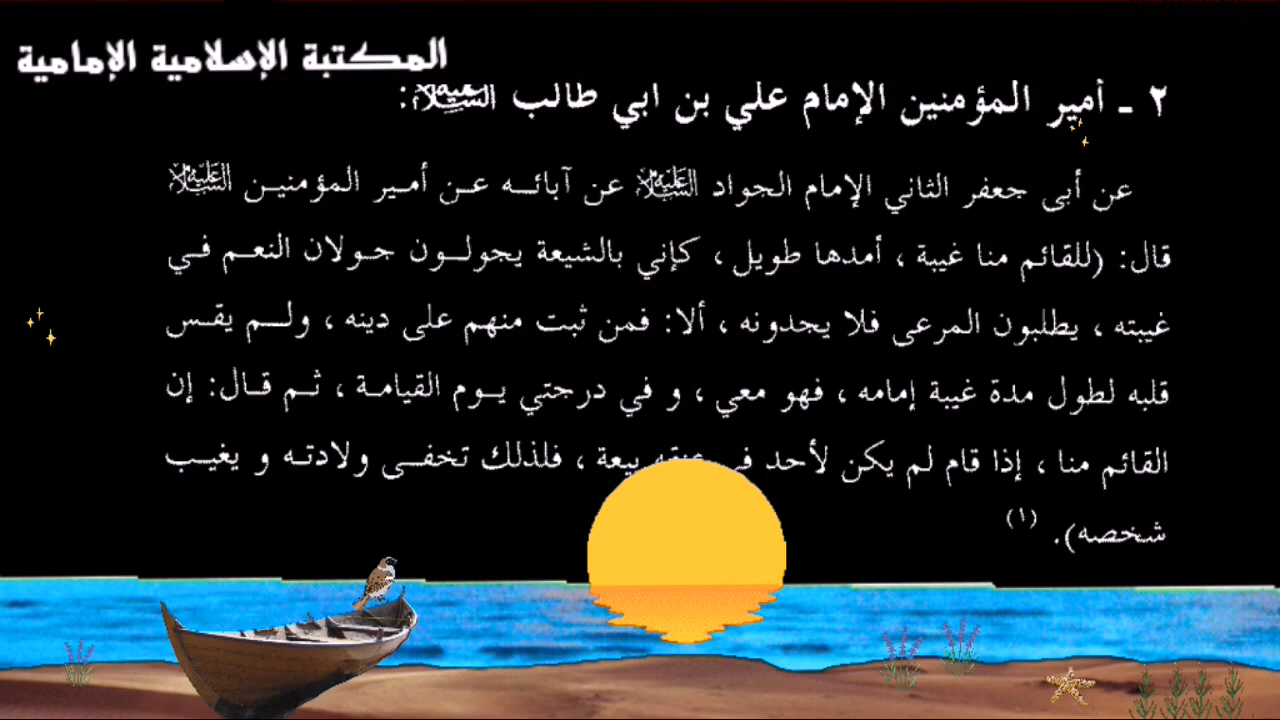 المكتبة الإسلامية الإمامية
٢ ـ أمير المؤمنين الإمام علي بن ابي طالب عليه السلام:
عن أبى جعفر الثاني الإمام الجواد عليه السلام عن آبائه عن أمير المؤمنين عليه السلام
قال: (للقائم منا غيبة ، أمدها طويل ، كإني بالشيعة يجولون جولان النعم في
غيبته ، يطلبون المرعى فلا يجدونه ، ألا: فمن ثبت منهم على دينه ، ولم يقس
قلبه لطول مدة غيبة إمامه ، فهو معي ، و في درجتي يوم القيامة ، ثم قال: إن
القائم منا ، إذا قام لم يكن لأحد في عنقه بيعة ، فلذلك تخفى ولادته و يغيب
شخصه). (١)